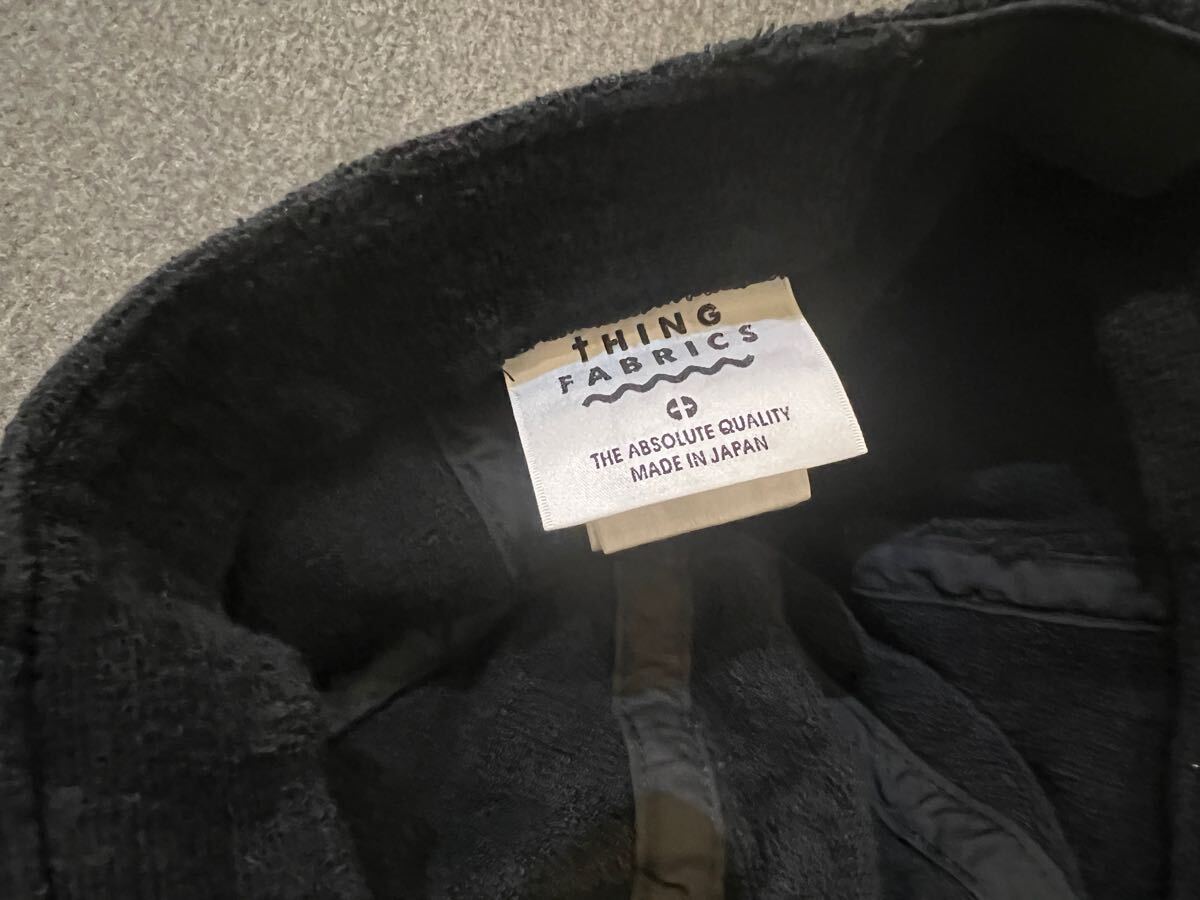 tHING
FABRICS
THE ABSOLUTE QUALITY
MADE IN JAPAN